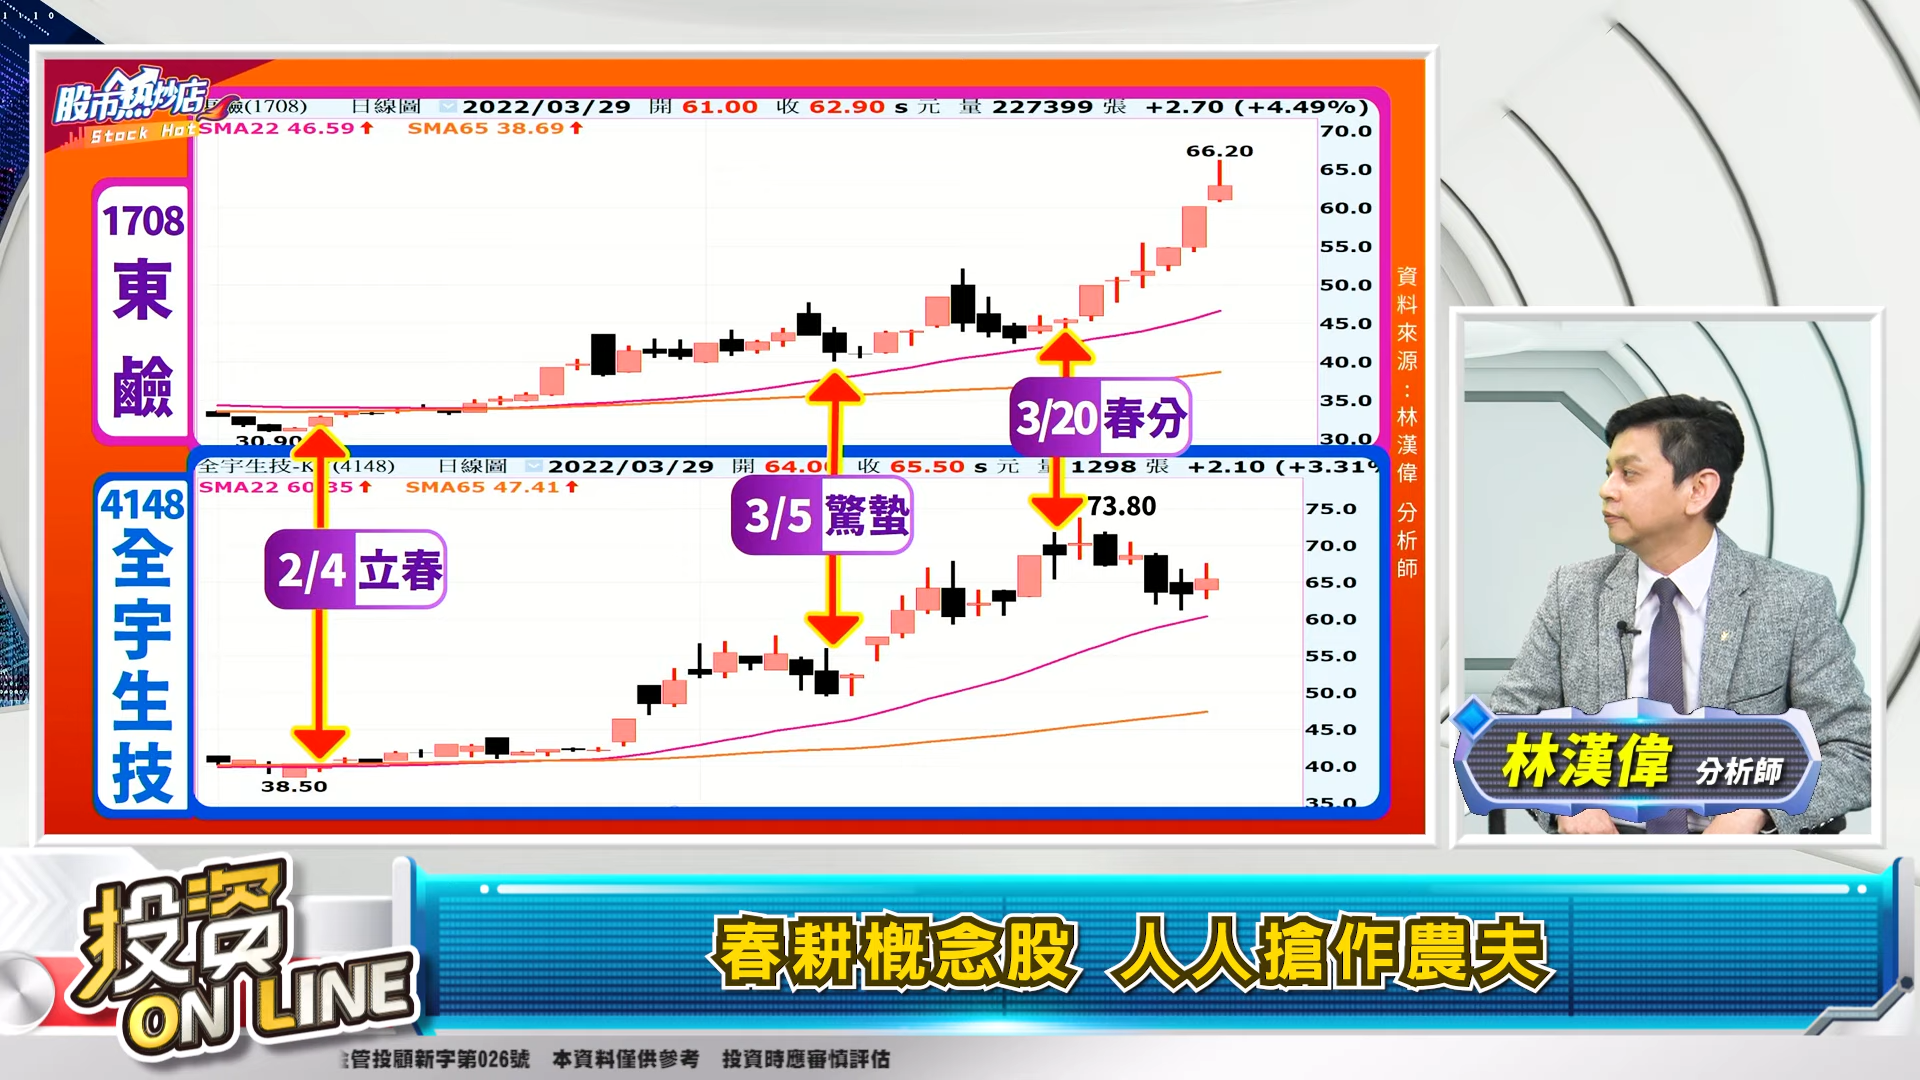 股市熱炒店
Stock Hot
鹼(1708) 日線圖 2022/03/29 開 61.00 收 62.90 s 元 量 227399 張 +2.70 (+4.49%)
SMA22 46.59 SMA65 38.69
70.0
66.20
65.0
60.0
55.0
50.0
45.0
40.0
35.0
30.0
30.90
1708
東鹼
3/20 春分
全宇生技-K (4148) 日線圖 2022/03/29 開 64.00 收 65.50 s 元 量 1298 張 +2.10 (+3.31%
SMA22 60.35 SMA65 47.41
4148
全宇生技
3/5 驚蟄
2/4 立春
73.80
75.0
70.0
65.0
60.0
55.0
50.0
45.0
40.0
35.0
38.50
資料來源：林漢偉 分析師
林漢偉 分析師
投資
ON LINE
春耕概念股 人人搶作農夫
管投顧新字第026號 本資料僅供參考 投資時應審慎評估